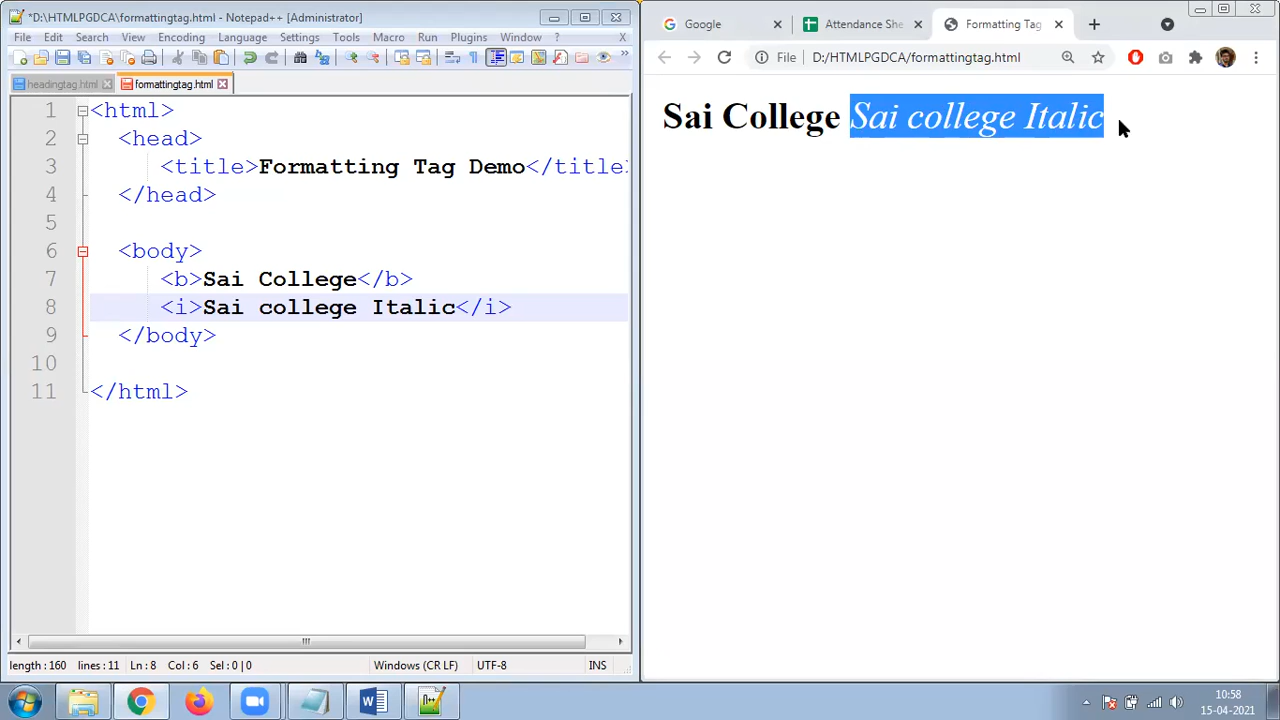 *D:\HTMLPGDCA\formattingtag.html - Notepad++ [Administrator]
File Edit Search View Encoding Language Settings Tools Macro Run Plugins Window ? X
headingtag.html formattingtag.html
1 <html>
2 <head>
3 <title>Formatting Tag Demo</title>
4 </head>
5
6 <body>
7 <b>Sai College</b>
8 <i>Sai college Italic</i>
9 </body>
10
11 </html>
length : 160 lines : 11 Ln : 8 Col : 6 Sel : 0 | 0 Windows (CR LF) UTF-8 INS
Google Attendance She Formatting Tag
File D:/HTMLPGDCA/formattingtag.html
Sai College Sai college Italic
10:58
15-04-2021